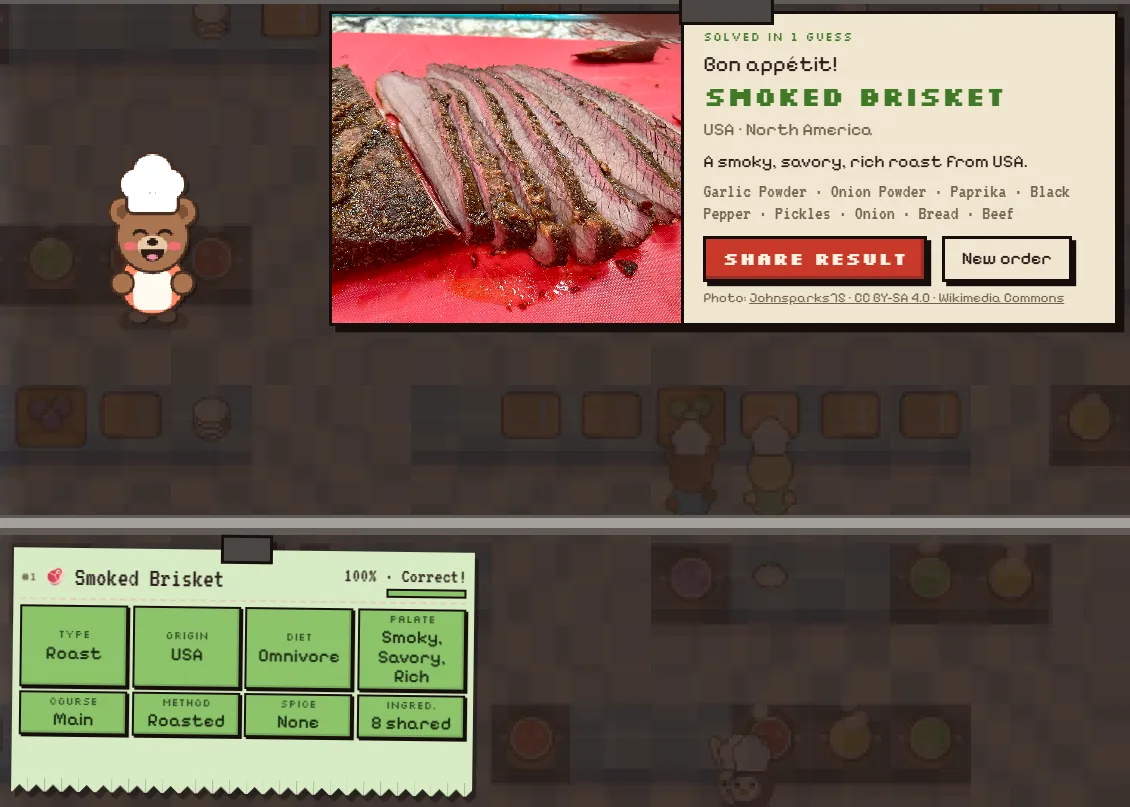 SOLVED IN 1 GUESS
Bon appétit!
SMOKED BRISKET
USA · North America
A smoky, savory, rich roast from USA.
Garlic Powder · Onion Powder · Paprika · Black
Pepper · Pickles · Onion · Bread · Beef
SHARE RESULT
New order
Photo: Johnsparks75 · CC BY-SA 4.0 · Wikimedia Commons
#1 Smoked Brisket
100% · Correct!
TYPE
Roast
ORIGIN
USA
DIET
Omnivore
PALATE
Smoky,
Savory,
Rich
COURSE
Main
METHOD
Roasted
SPICE
None
INGRED.
8 shared